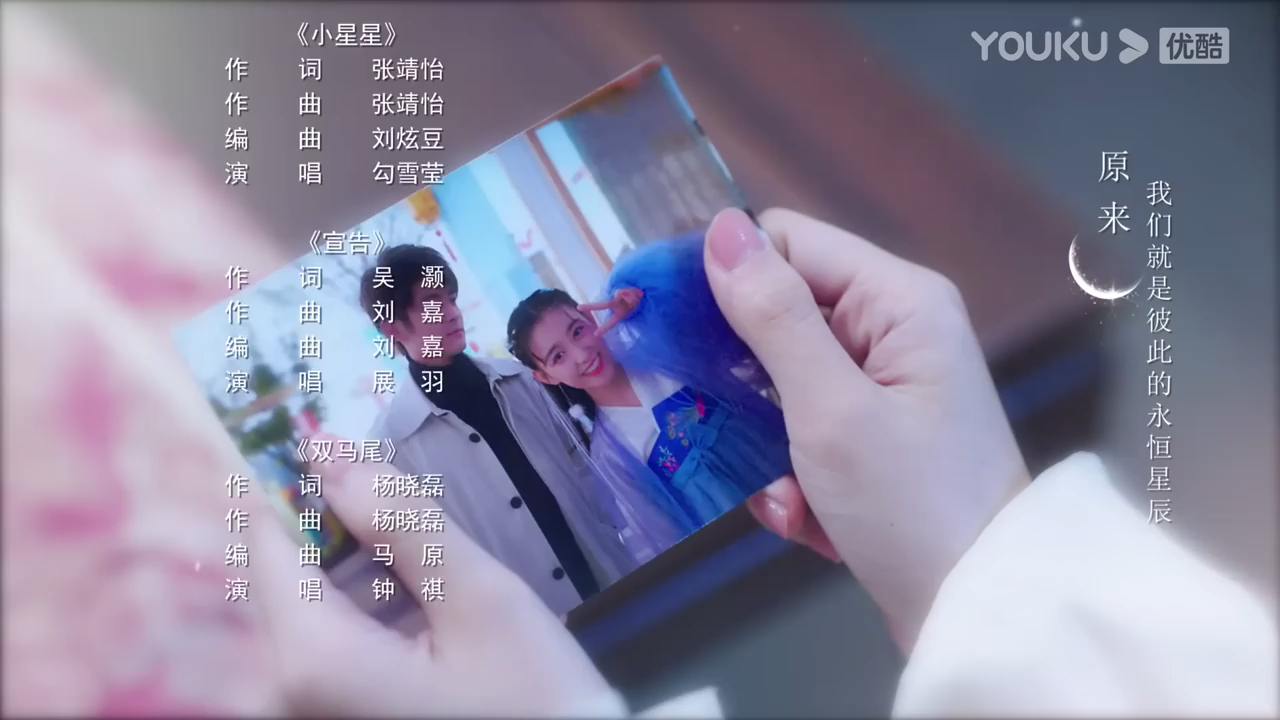 《小星星》
作 词 张靖怡
作 曲 张靖怡
编 曲 刘炫豆
演 唱 勾雪莹
《宣告》
作 词 吴 灏
作 曲 刘 嘉
编 曲 刘 嘉
演 唱 展 羽
《双马尾》
作 词 杨晓磊
作 曲 杨晓磊
编 曲 马 原
演 唱 钟 祺
YOUKU 优酷
原来
我们就是彼此的永恒星辰